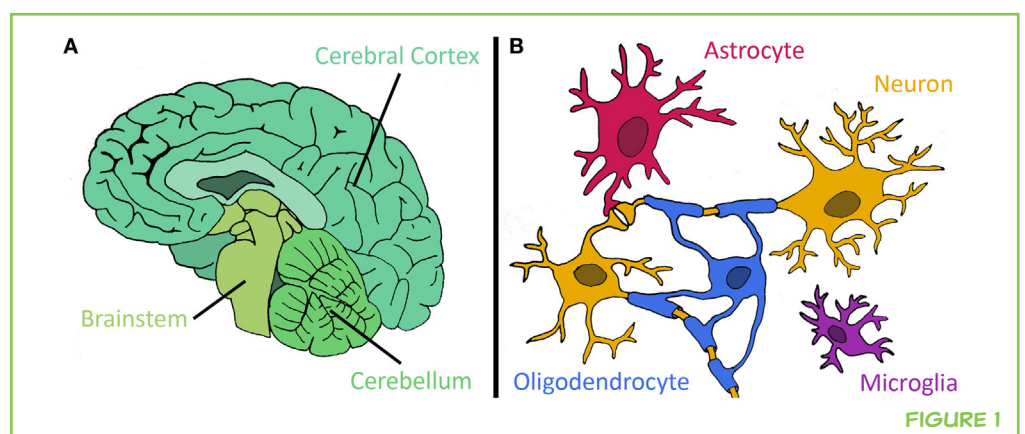 A
Cerebral Cortex
Brainstem
Cerebellum
B
Astrocyte
Neuron
Oligodendrocyte
Microglia
FIGURE 1